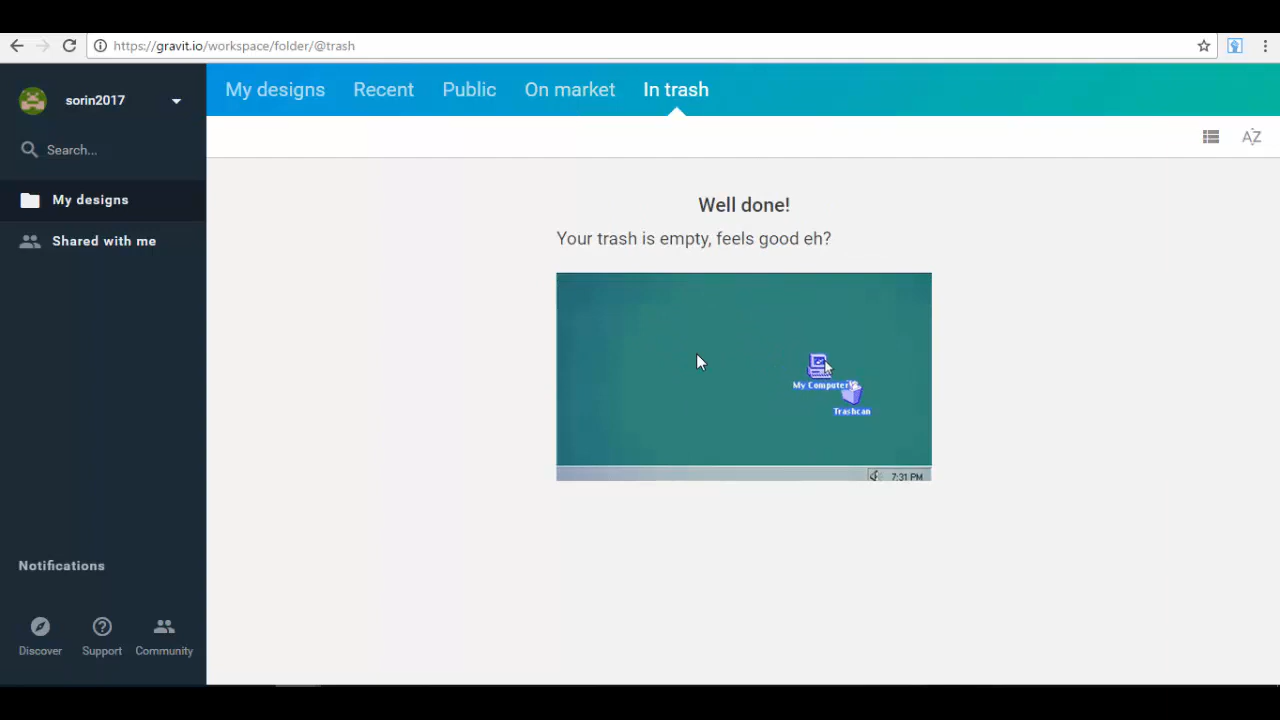 https://gravit.io/workspace/folder/@trash
sorin2017
Search...
My designs
Shared with me
Notifications
Discover
Support
Community
My designs
Recent
Public
On market
In trash
AZ
Well done!
Your trash is empty, feels good eh?
My Computer
Trashcan
7:31 PM